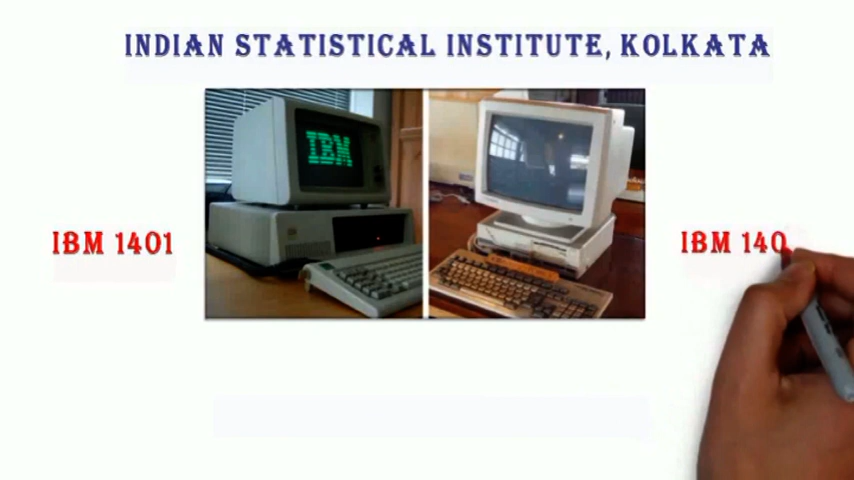 INDIAN STATISTICAL INSTITUTE, KOLKATA
IBM
IBM 1401
IBM 140